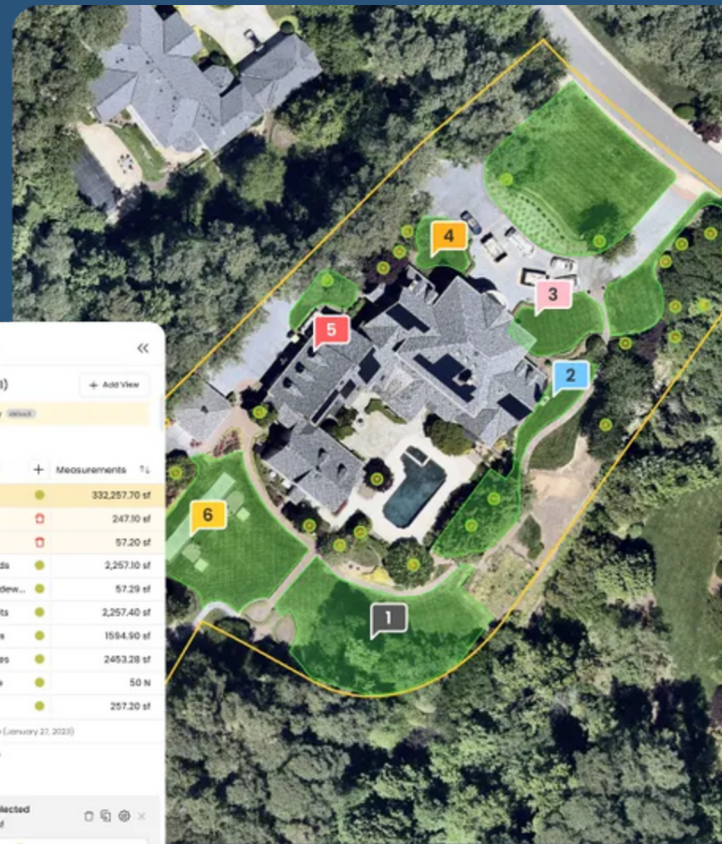 1)
+ Add View
default
+ Measurements
332,257.70 sf
247.10 sf
57.20 sf
ds 2,257.10 sf
dew... 57.29 sf
ts 2,257.40 sf
s 1594.90 sf
es 2453.28 sf
50 N
257.20 sf
(January 27, 2023)
lected
sf
4
3
5
2
6
1